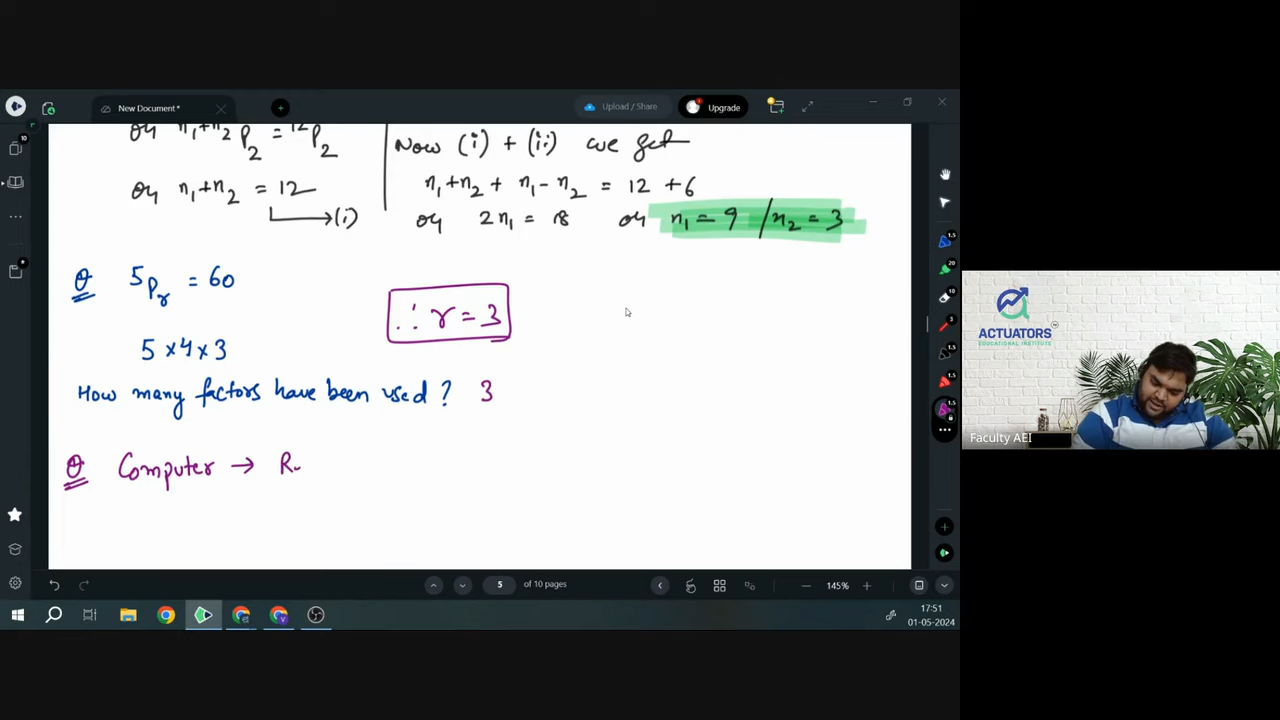 New Document*
Upload / Share
Upgrade
or n₁+n₂P₂ = ¹²P₂
or n₁+n₂ = 12
→ (i)
Now (i) + (ii) we get
n₁+n₂ + n₁-n₂ = 12 + 6
or 2n₁ = 18 or n₁ = 9 / n₂ = 3
Q ⁵Pᵣ = 60
∴ r = 3
5 × 4 × 3
How many factors have been used ? 3
Q Computer → R
5 of 10 pages
145%
17:51
01-05-2024
ACTUATORS
EDUCATIONAL INSTITUTE
Faculty AEI